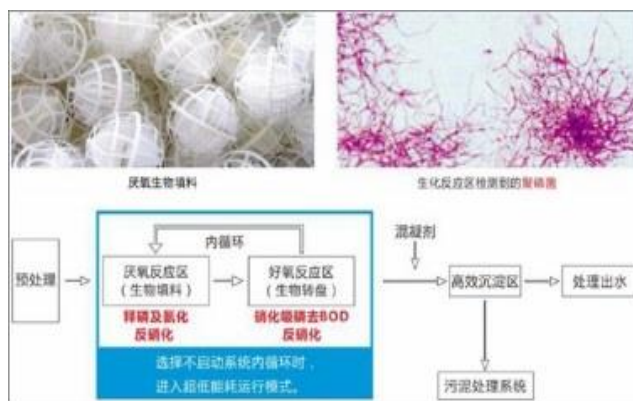 厌氧生物填料
生化反应区检测到的聚磷菌
预处理
内循环
厌氧反应区
（生物填料）
释磷及氨化
反硝化
好氧反应区
（生物转盘）
硝化吸磷去BOD
反硝化
选择不启动系统内循环时，
进入超低能耗运行模式。
混凝剂
高效沉淀区
处理出水
污泥处理系统